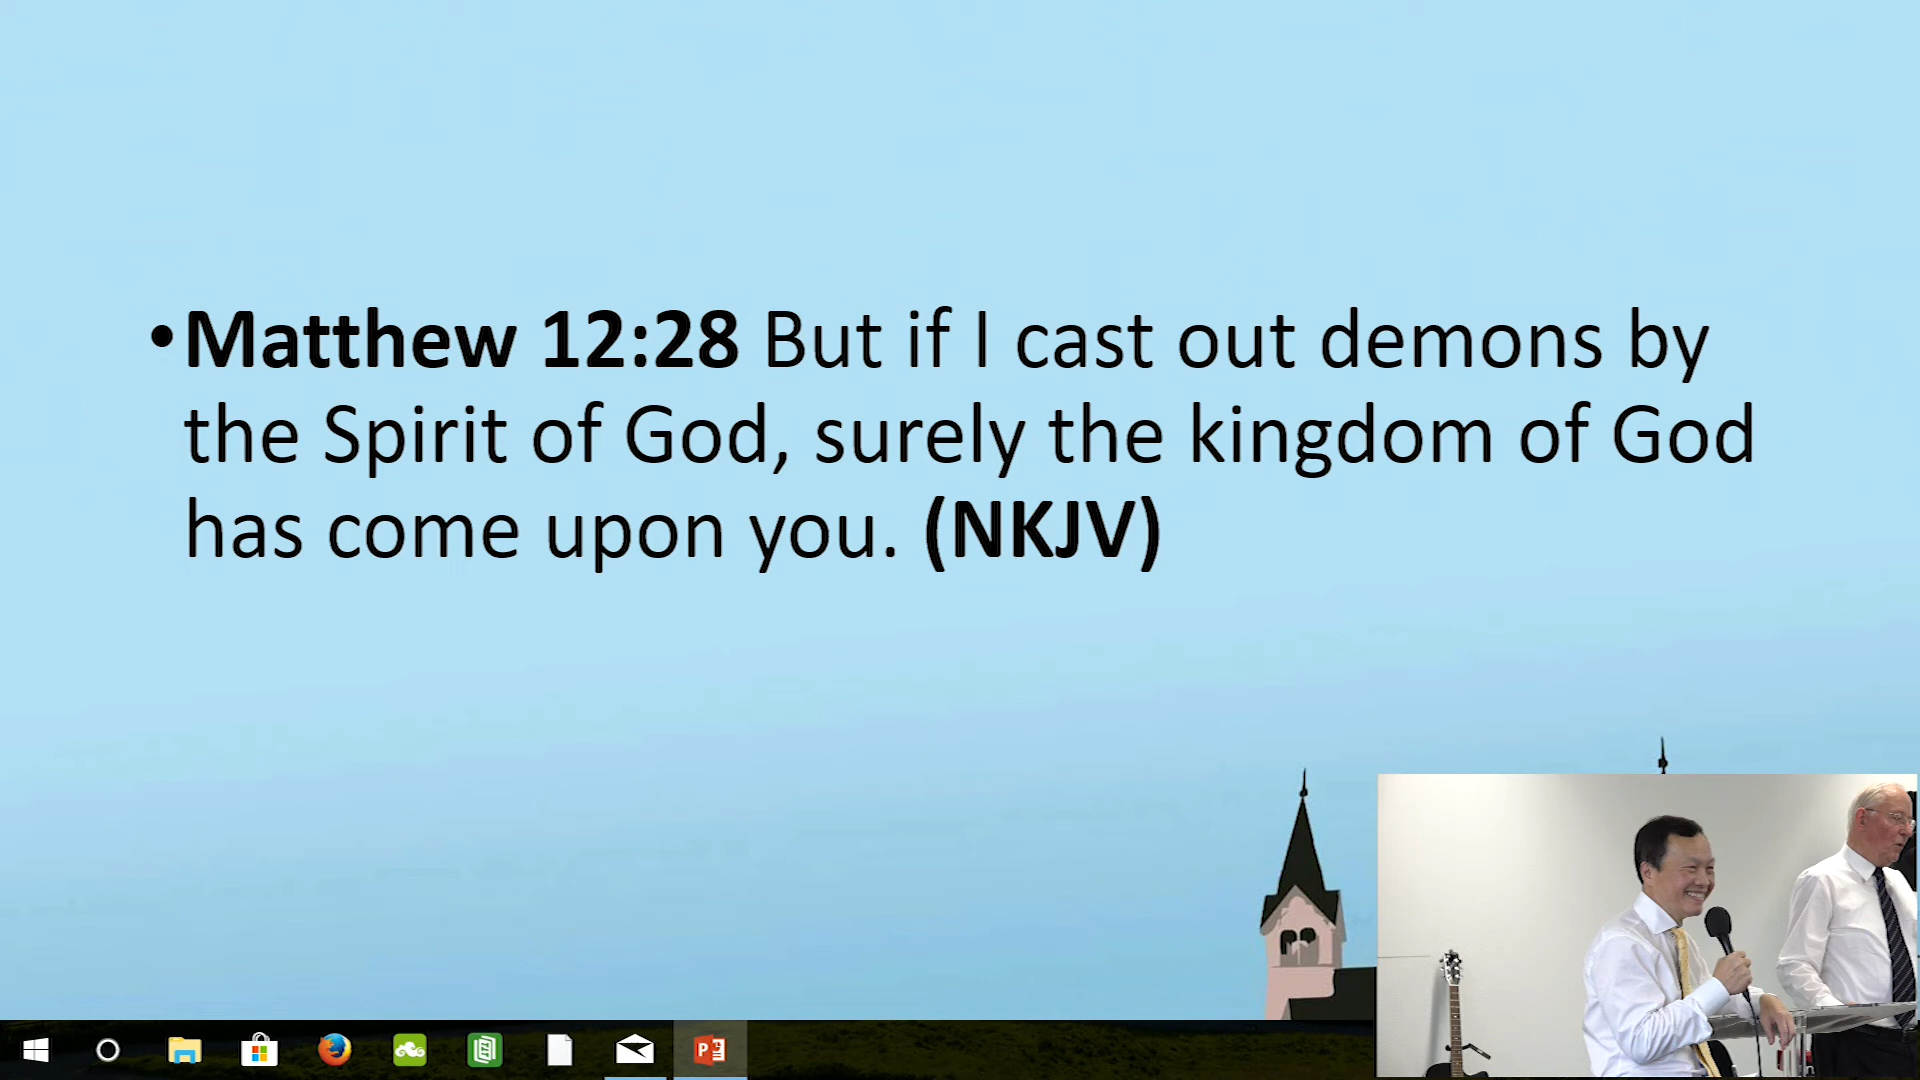 •Matthew 12:28 But if I cast out demons by
the Spirit of God, surely the kingdom of God
has come upon you. (NKJV)